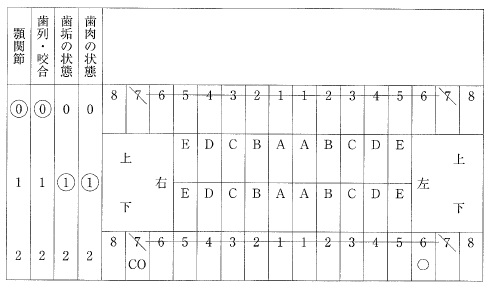 顎関節 歯列・咬合 歯垢の状態 歯肉の状態
0 0 0 0
1 1 1 1
2 2 2 2
8 7 6 5 4 3 2 1 1 2 3 4 5 6 7 8
E D C B A A B C D E
上 右 左 上
下 下
E D C B A A B C D E
8 7 6 5 4 3 2 1 1 2 3 4 5 6 7 8
CO ○